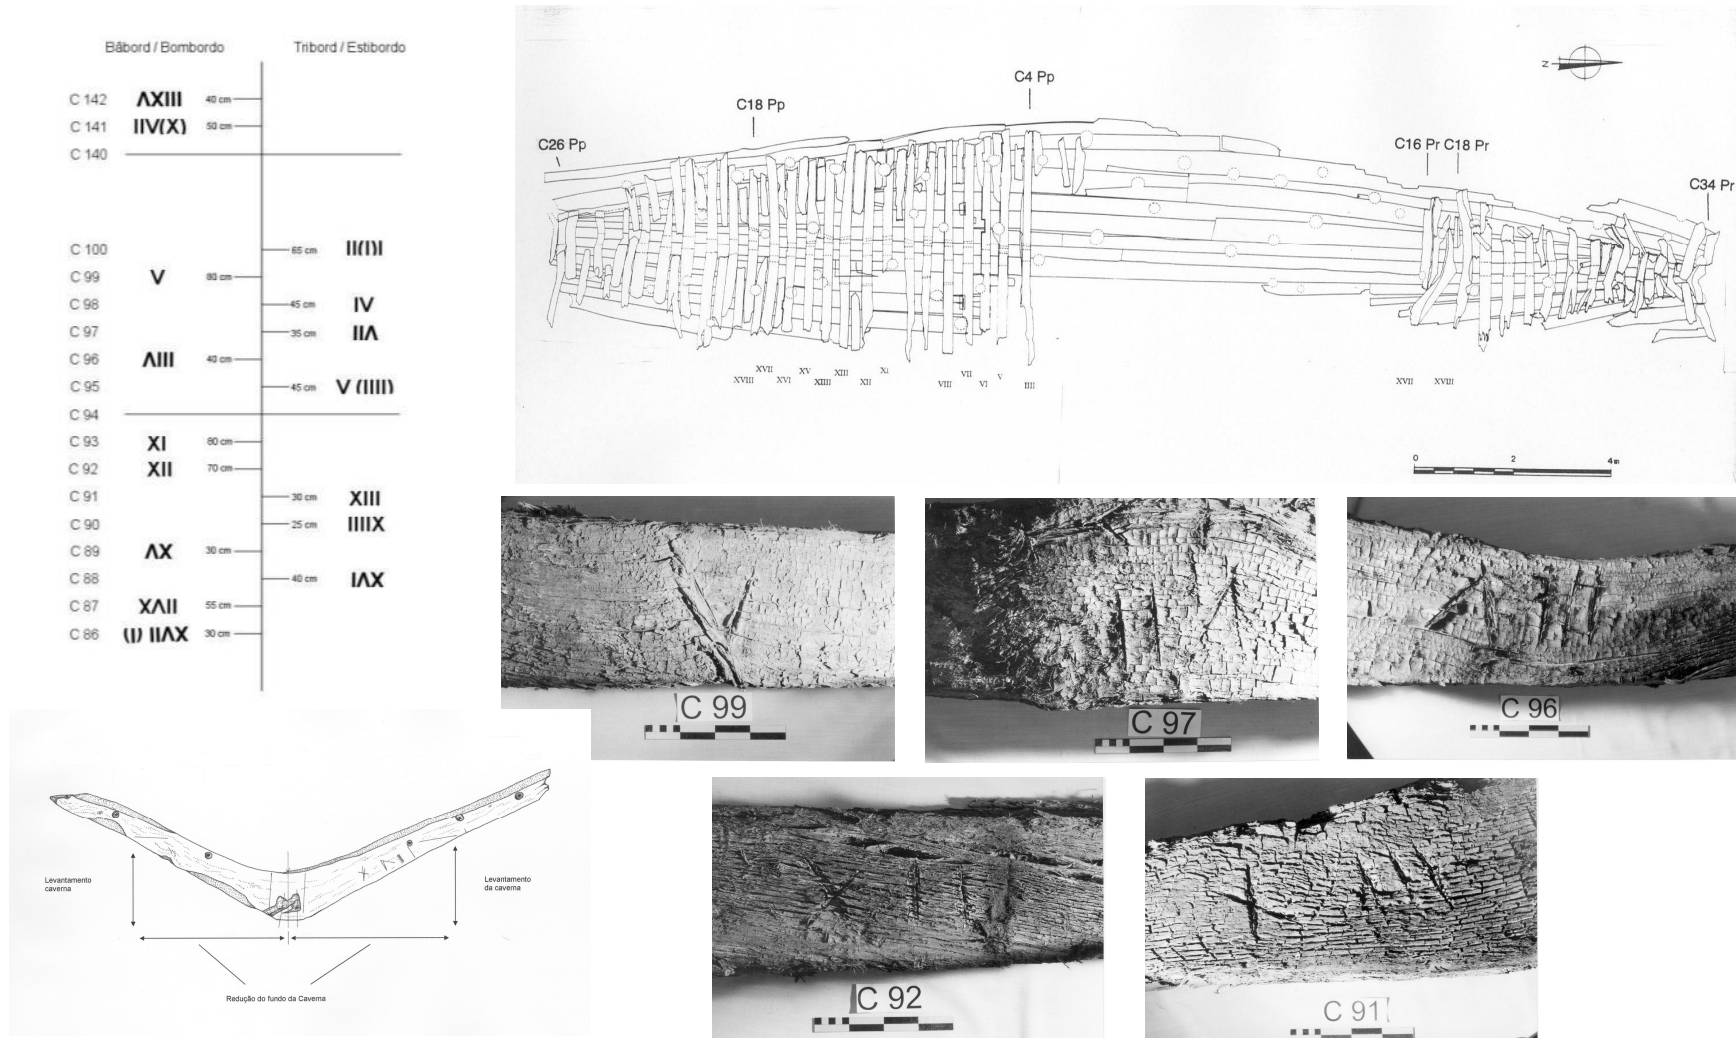 Bâbord / Bombordo Tribord / Estibordo
C 142 ΛXIII 40 cm
C 141 IIV(X) 50 cm
C 140
C 100 65 cm II(I)I
C 99 V 80 cm
C 98 45 cm IV
C 97 35 cm IIΛ
C 96 ΛIII 40 cm
C 95 45 cm V (IIII)
C 94
C 93 XI 80 cm
C 92 XII 70 cm
C 91 30 cm XIII
C 90 25 cm IIIIX
C 89 ΛX 30 cm
C 88 40 cm IΛX
C 87 XΛII 55 cm
C 86 (I) IIΛX 30 cm
C26 Pp
C18 Pp
C4 Pp
C16 Pr
C18 Pr
C34 Pr
Z
XVIII XVII XVI XV XIIII XIII XII XI VIII VII VI V IIII
XVII XVIII
0 2 4m
V
C 99
IIΛ
C 97
ΛIII
C 96
XII
C 92
XIII
C 91
Levantamento
caverna
Levantamento
da caverna
Redução do fundo da Caverna